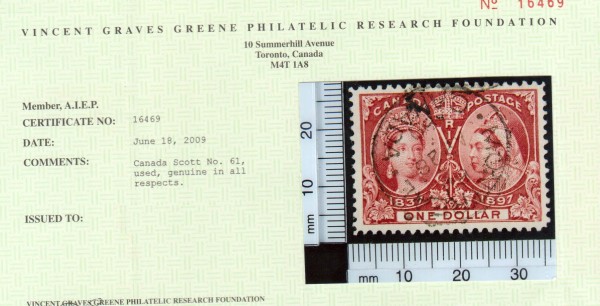 No 16469
VINCENT GRAVES GREENE PHILATELIC RESEARCH FOUNDATION
10 Summerhill Avenue
Toronto, Canada
M4T 1A8
Member, A.I.E.P.
CERTIFICATE NO: 16469
DATE: June 18, 2009
COMMENTS: Canada Scott No. 61,
used, genuine in all
respects.
ISSUED TO:
mm 10 20
CANADA POSTAGE
V R I
1837 1897
ONE DOLLAR
mm 10 20 30
VINCENT GRAVES GREENE PHILATELIC RESEARCH FOUNDATION